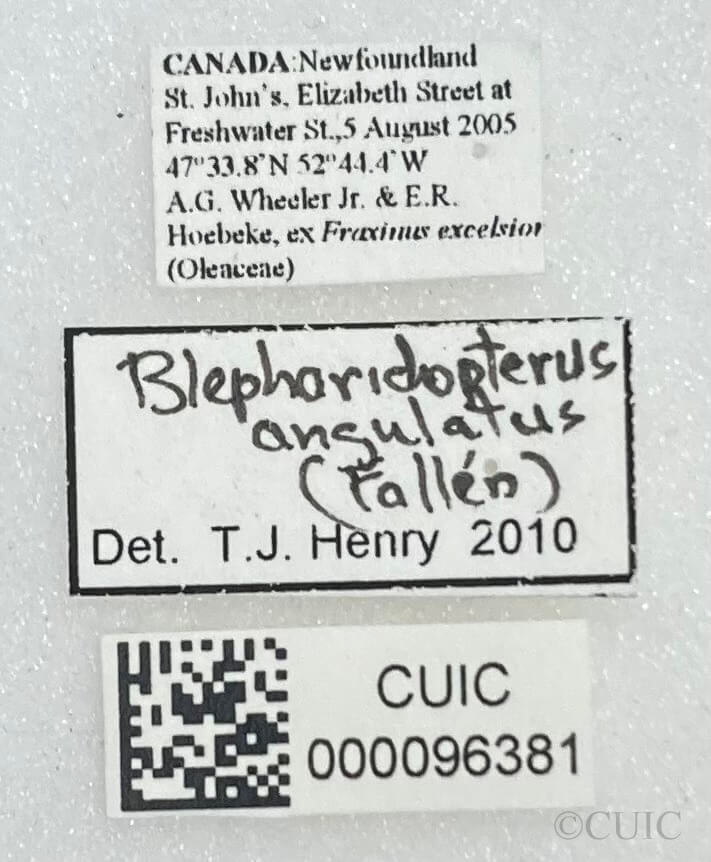 CANADA:Newfoundland
St. John's, Elizabeth Street at
Freshwater St.,5 August 2005
47°33.8'N 52°44.4'W
A.G. Wheeler Jr. & E.R.
Hoebeke, ex Fraxinus excelsior
(Oleaceae)
Blepharidopterus
angulatus
(Fallén)
Det. T.J. Henry 2010
CUIC
000096381
©CUIC